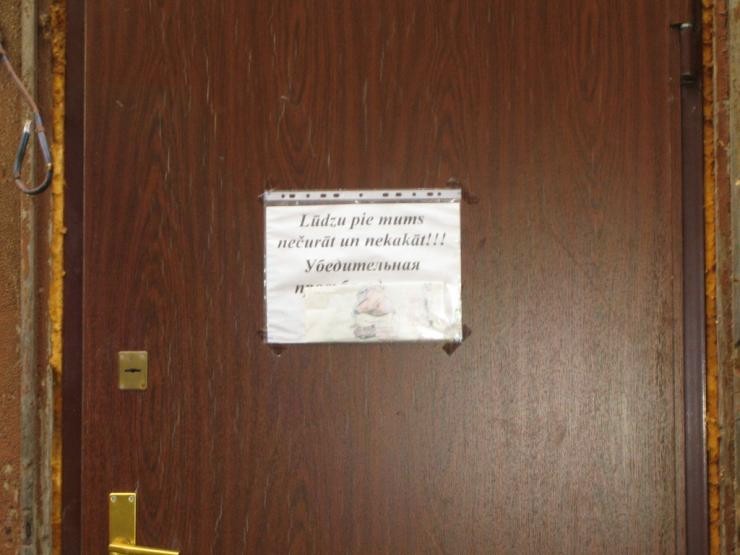 Lūdzu pie mums
nečurāt un nekakāt!!!
Убедительная